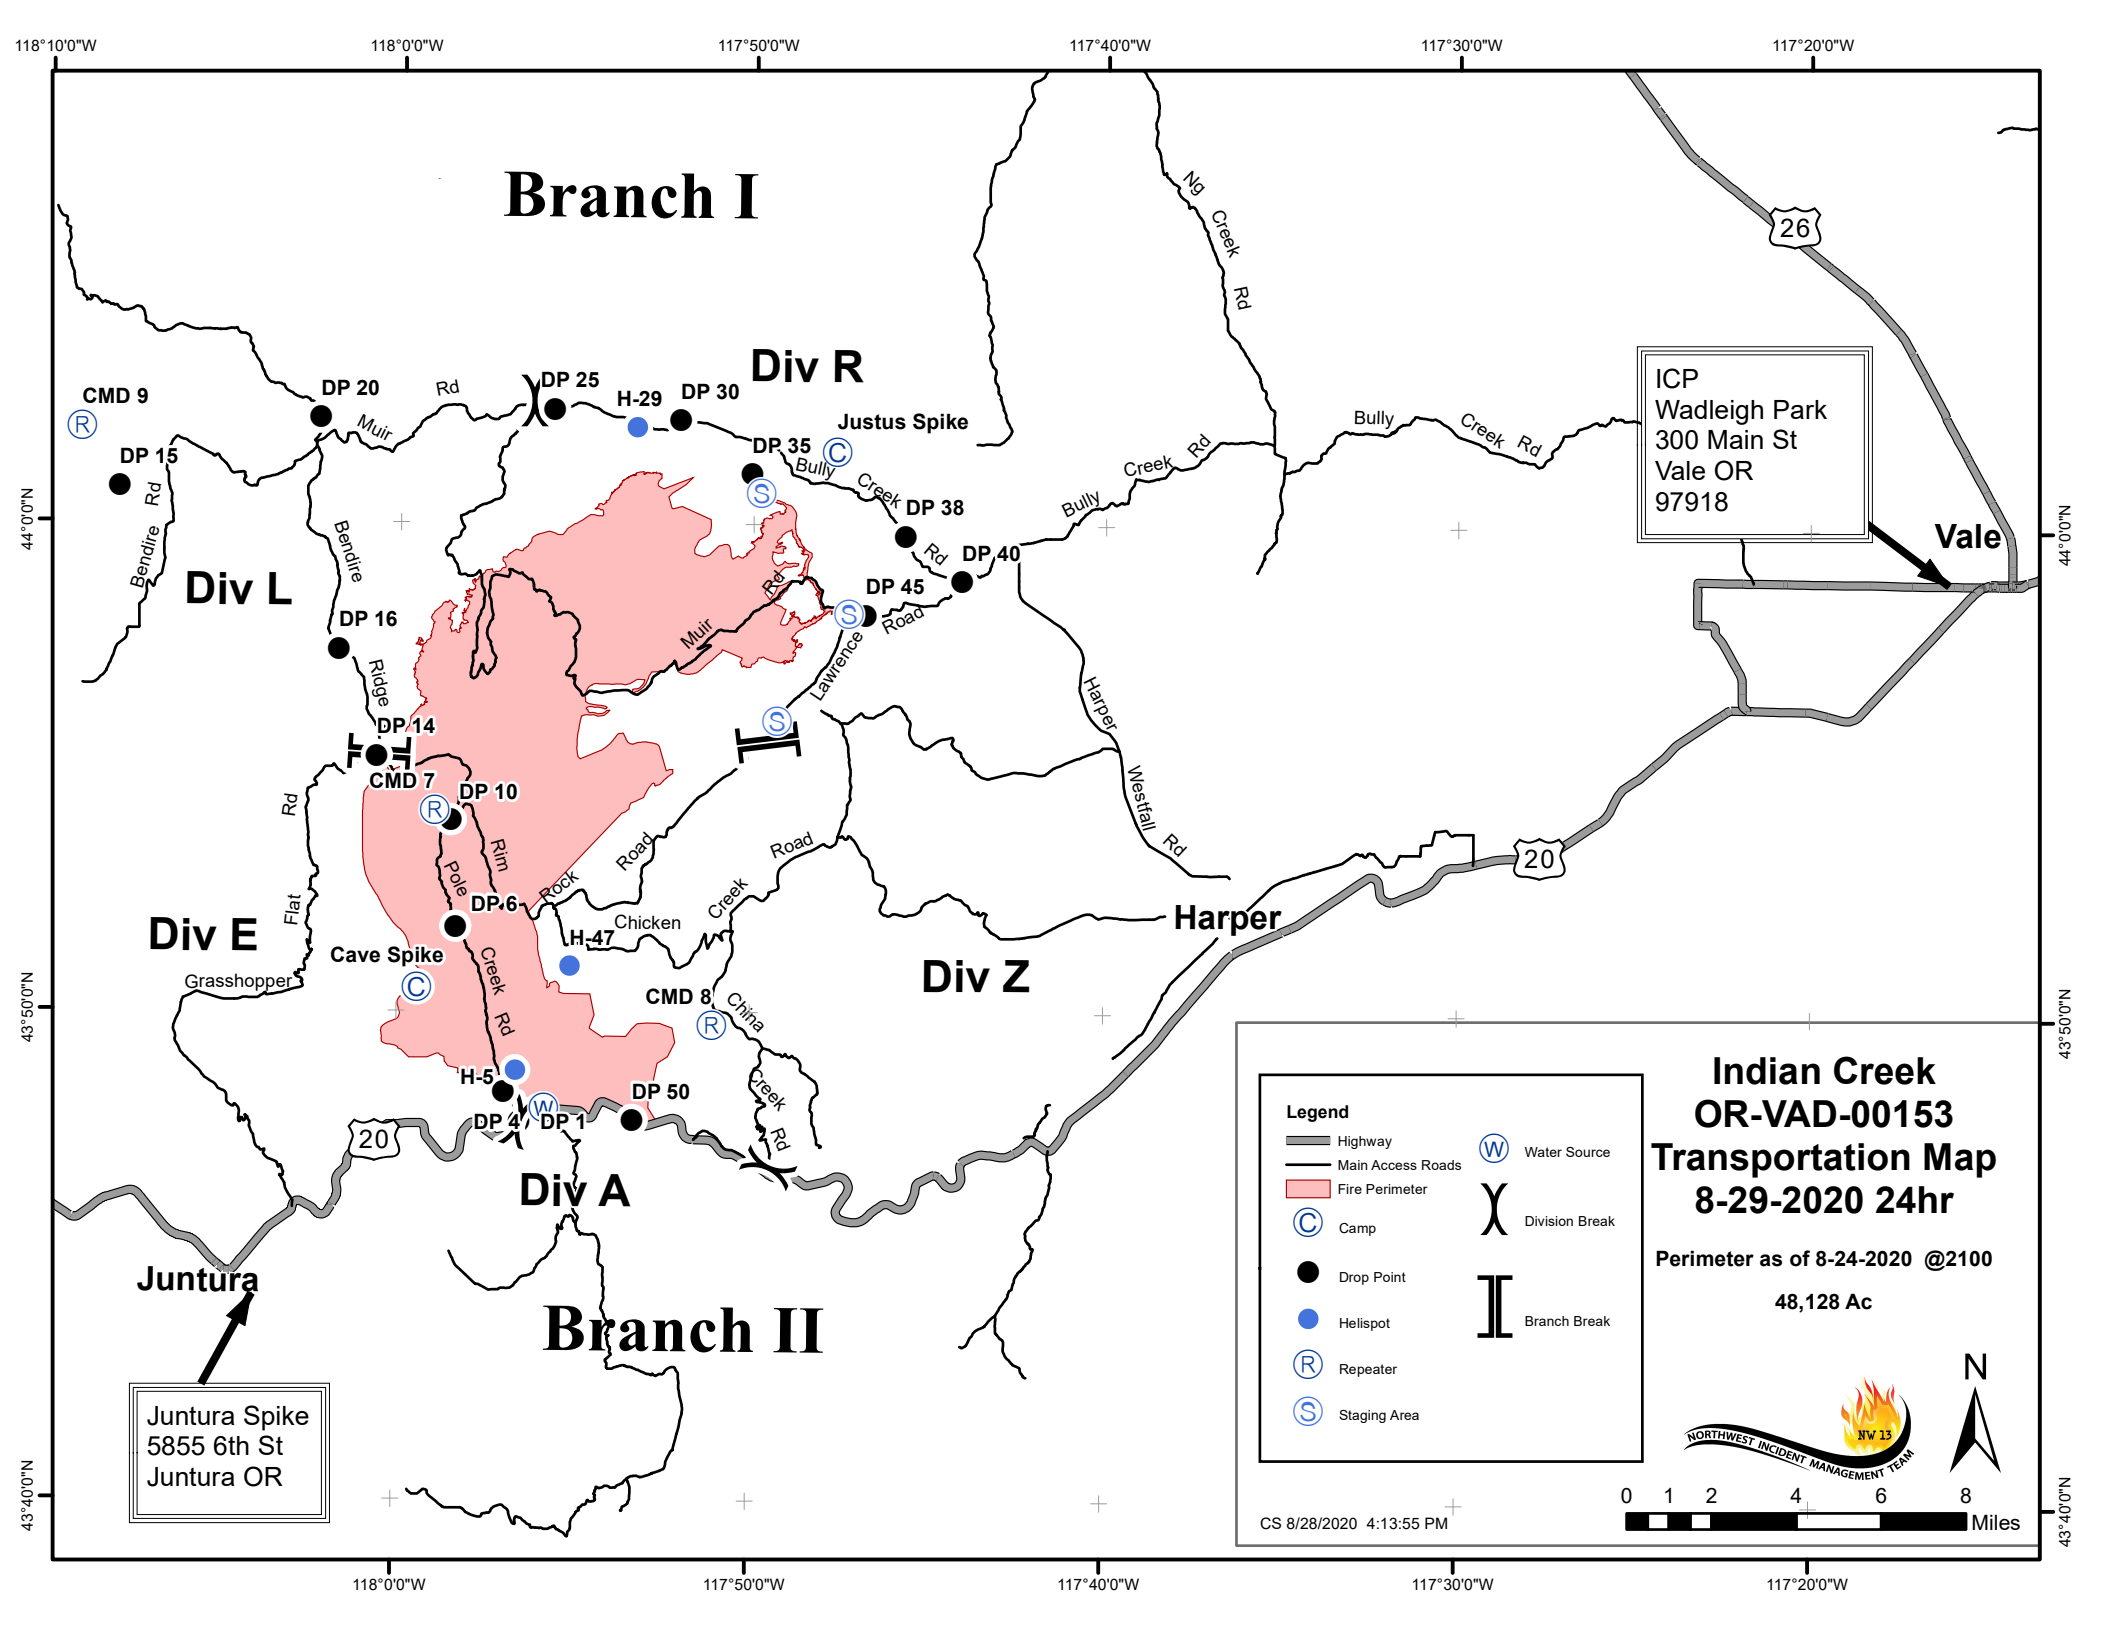 118°10'0"W
118°0'0"W
117°50'0"W
117°40'0"W
117°30'0"W
117°20'0"W
Branch I
Ng
Creek
Rd
26
Div R
ICP
Wadleigh Park
300 Main St
Vale OR
97918
CMD 9
R
DP 20
Muir
Rd
DP 25
H-29
DP 30
Justus Spike
C
DP 15
DP 35
S
Bully
Creek
Rd
DP 38
DP 40
Bully
Creek
Rd
Bully
Creek
Rd
44°0'0"N
44°0'0"N
Vale
Bendire
Rd
Div L
Bendire
Ridge
DP 16
Muir
Rd
S
DP 45
Road
Lawrence
S
Harper
Westfall
Rd
DP 14
CMD 7
R
DP 10
Rim
Pole
Creek
Rd
DP 6
Rock
Road
Chicken
Creek
Road
H-47
20
Harper
Div E
Flat
Rd
Grasshopper
Cave Spike
C
Div Z
43°50'0"N
43°50'0"N
CMD 8
R
China
Creek
Rd
H-5
W
DP 4
DP 1
DP 50
20
Div A
Juntura
Branch II
Juntura Spike
5855 6th St
Juntura OR
Legend
Highway
Main Access Roads
Fire Perimeter
C
Camp
Drop Point
Helispot
R
Repeater
S
Staging Area
W
Water Source
Division Break
Branch Break
Indian Creek
OR-VAD-00153
Transportation Map
8-29-2020 24hr
Perimeter as of 8-24-2020 @2100
48,128 Ac
NW 13
NORTHWEST INCIDENT MANAGEMENT TEAM
N
0 1 2 4 6 8
Miles
CS 8/28/2020 4:13:55 PM
43°40'0"N
43°40'0"N
118°0'0"W
117°50'0"W
117°40'0"W
117°30'0"W
117°20'0"W